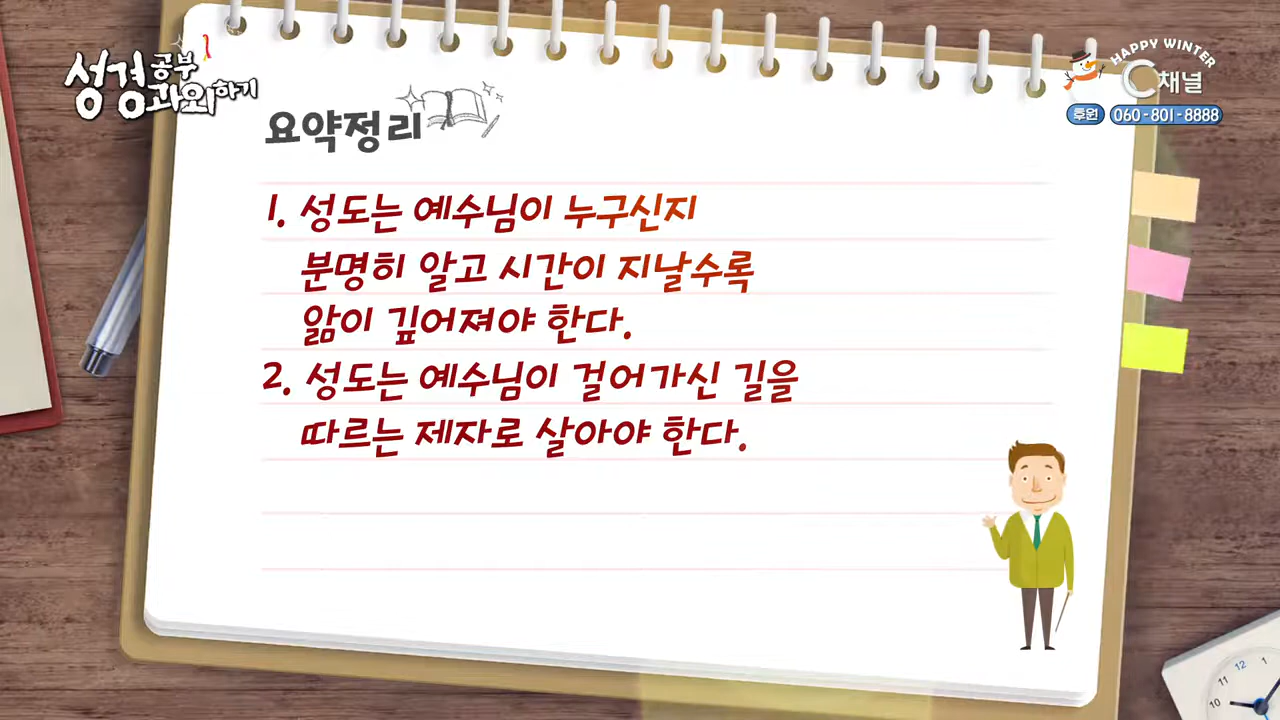 성경공부
과외하기
HAPPY WINTER
C채널
후원 060-801-8888
요약정리
1. 성도는 예수님이 누구신지
분명히 알고 시간이 지날수록
앎이 깊어져야 한다.
2. 성도는 예수님이 걸어가신 길을
따르는 제자로 살아야 한다.
11 12 1
10